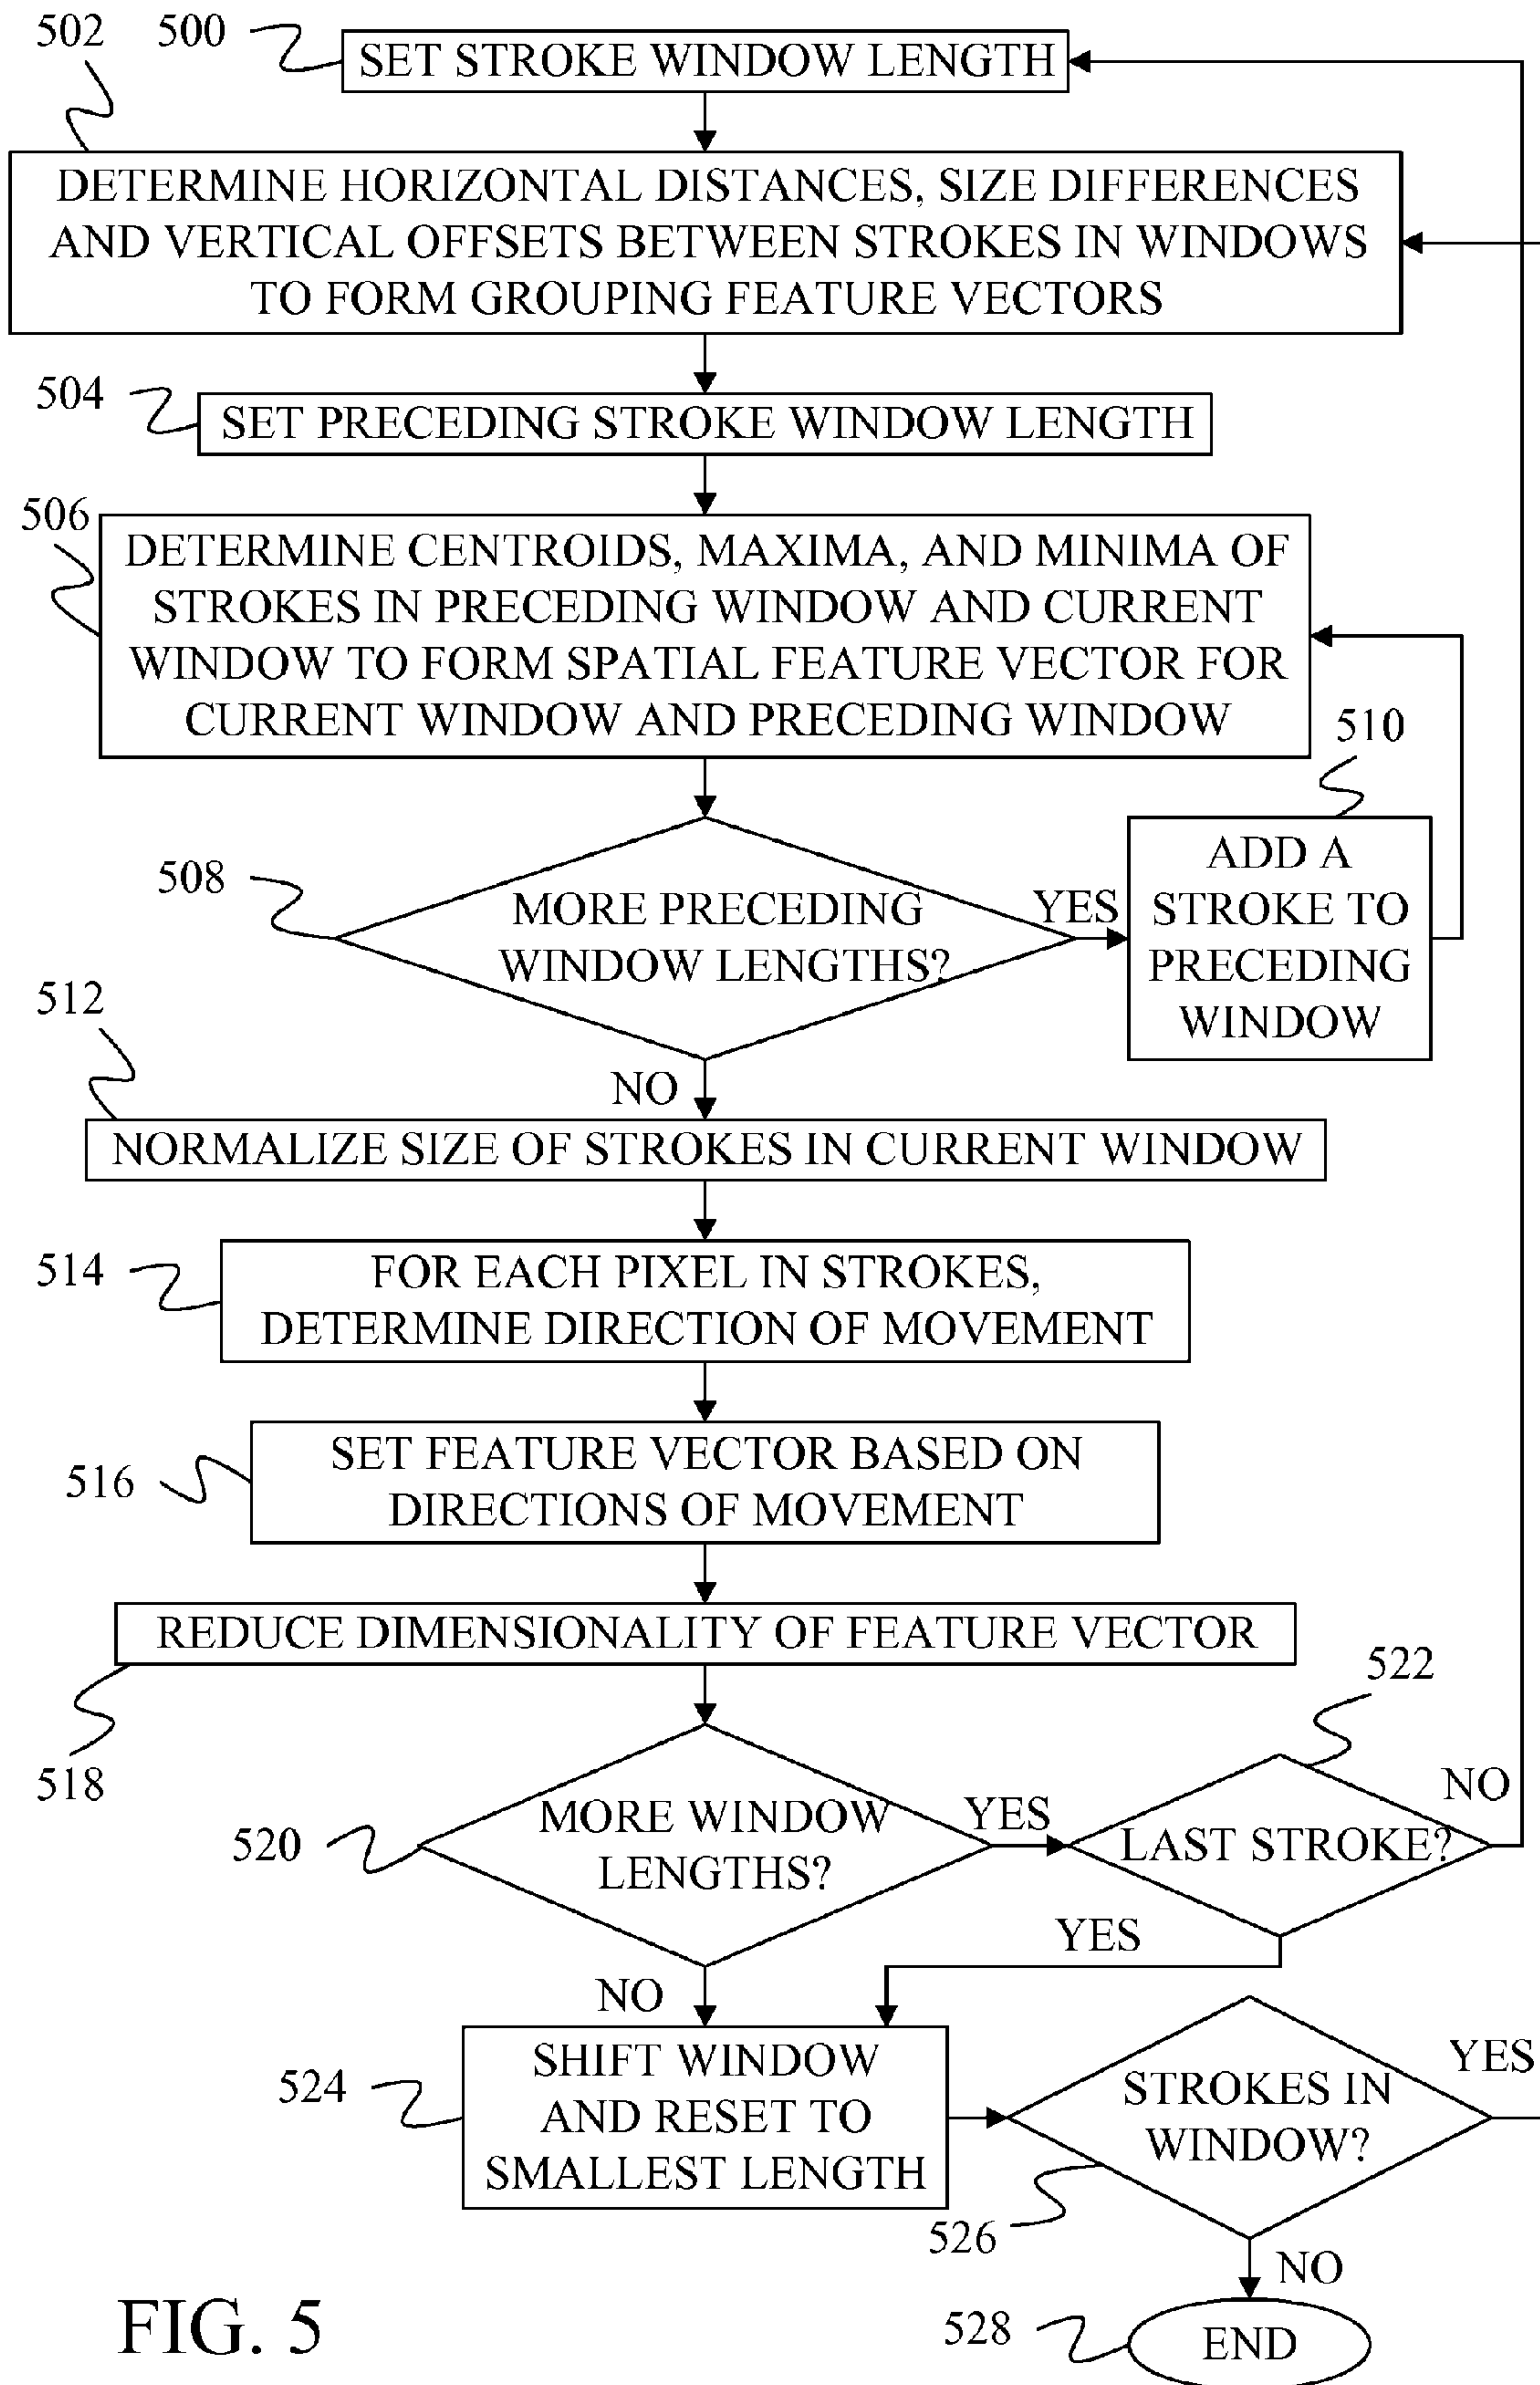 502
500
SET STROKE WINDOW LENGTH
DETERMINE HORIZONTAL DISTANCES, SIZE DIFFERENCES
AND VERTICAL OFFSETS BETWEEN STROKES IN WINDOWS
TO FORM GROUPING FEATURE VECTORS
504
SET PRECEDING STROKE WINDOW LENGTH
506
DETERMINE CENTROIDS, MAXIMA, AND MINIMA OF
STROKES IN PRECEDING WINDOW AND CURRENT
WINDOW TO FORM SPATIAL FEATURE VECTOR FOR
CURRENT WINDOW AND PRECEDING WINDOW
510
508
MORE PRECEDING
WINDOW LENGTHS?
YES
ADD A
STROKE TO
PRECEDING
WINDOW
512
NO
NORMALIZE SIZE OF STROKES IN CURRENT WINDOW
514
FOR EACH PIXEL IN STROKES,
DETERMINE DIRECTION OF MOVEMENT
516
SET FEATURE VECTOR BASED ON
DIRECTIONS OF MOVEMENT
REDUCE DIMENSIONALITY OF FEATURE VECTOR
518
522
520
MORE WINDOW
LENGTHS?
YES
LAST STROKE?
NO
YES
NO
524
SHIFT WINDOW
AND RESET TO
SMALLEST LENGTH
STROKES IN
WINDOW?
YES
526
NO
528
END
FIG. 5